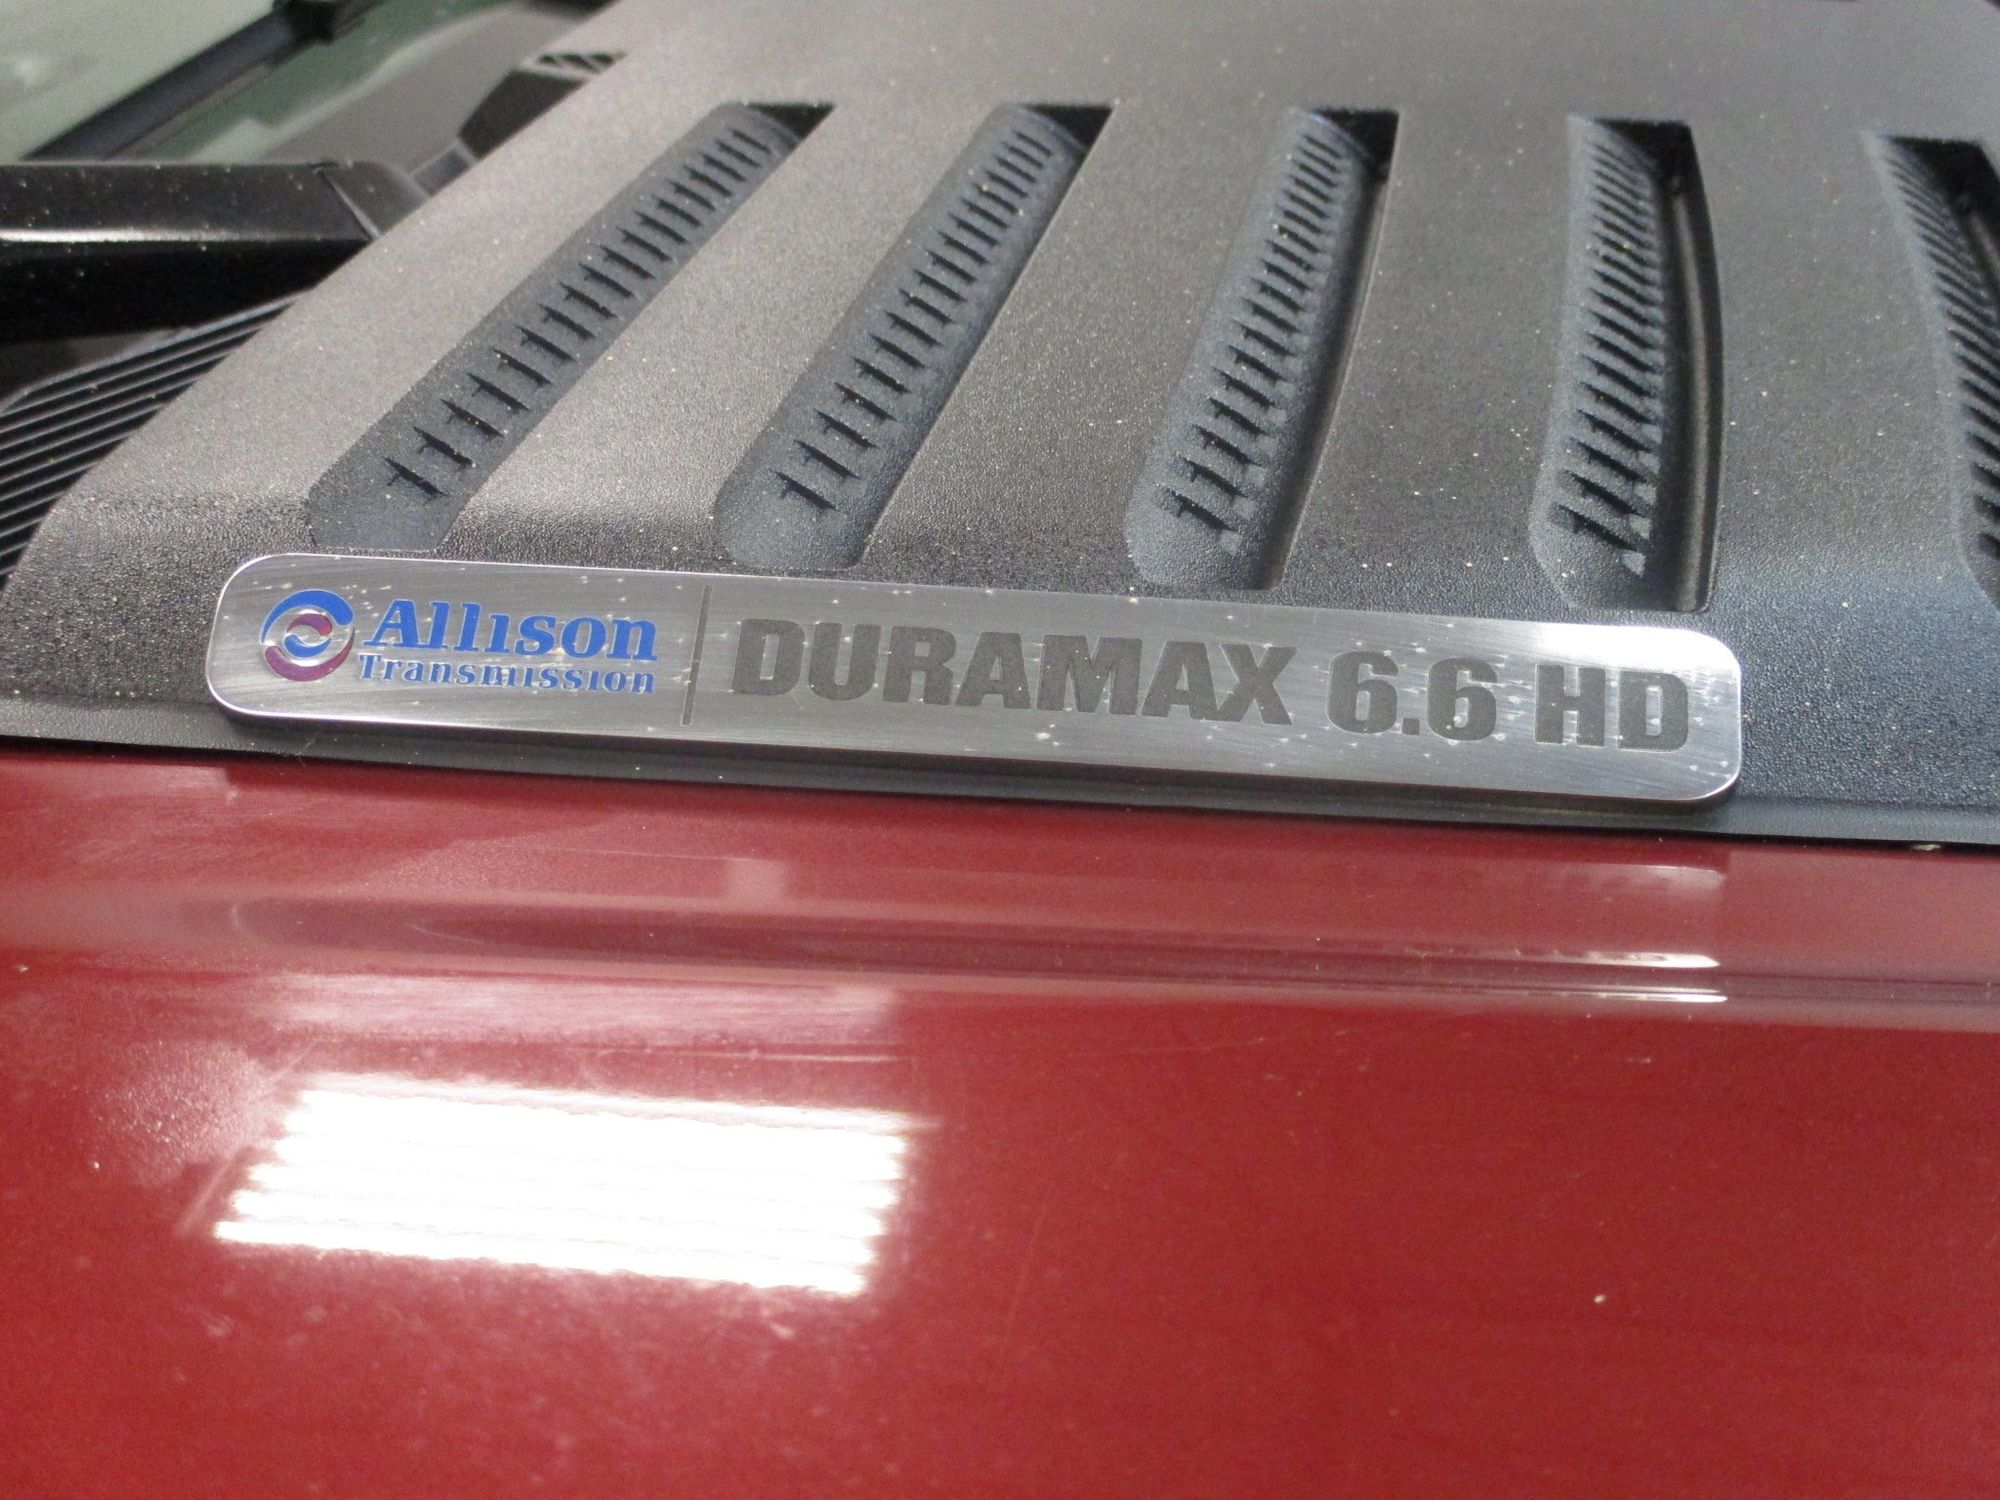 Allison
Transmission
DURAMAX 6.6 HD